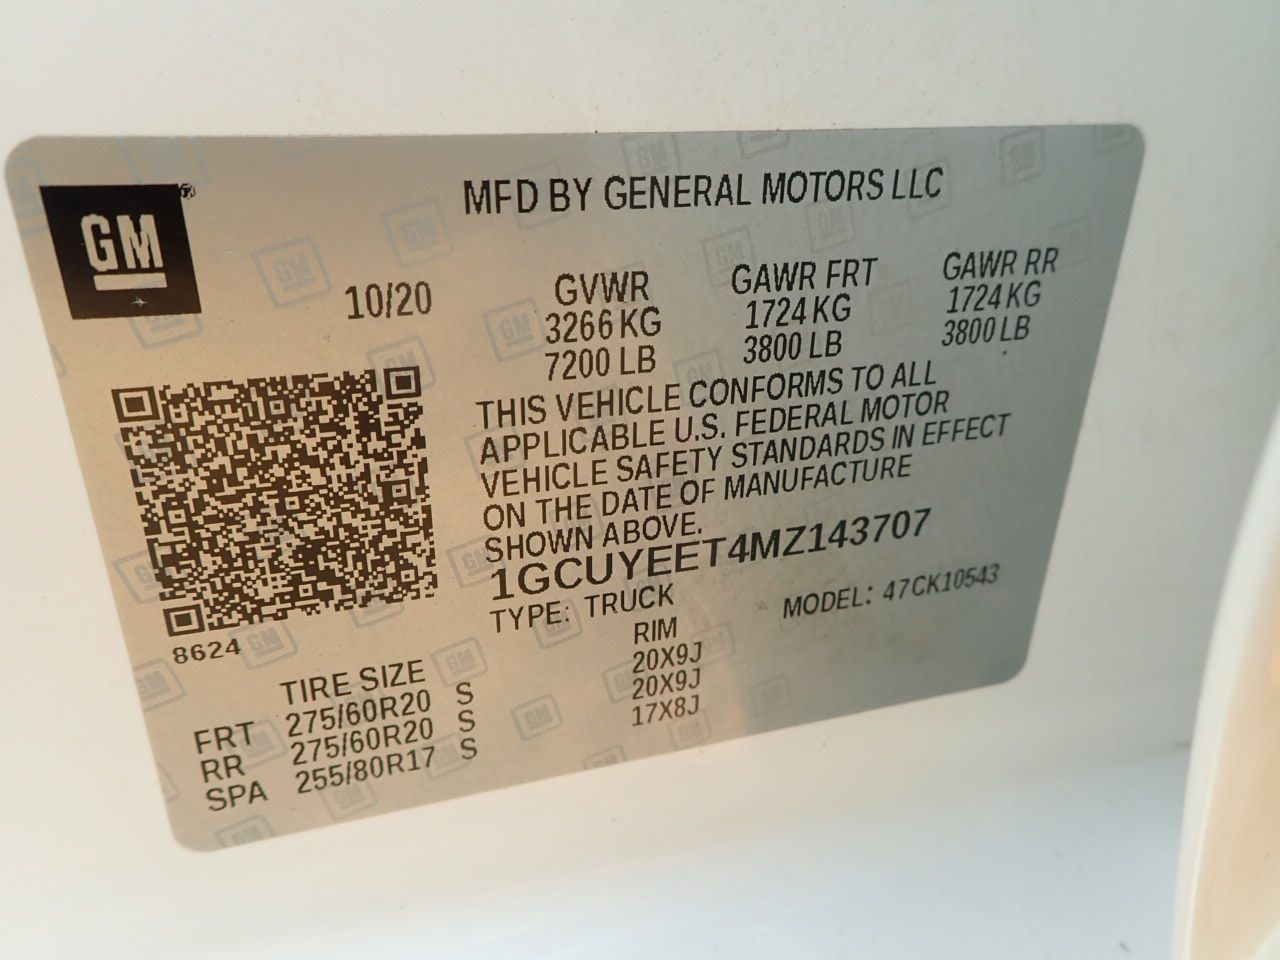 GM ®
MFD BY GENERAL MOTORS LLC
10/20
GVWR GAWR FRT GAWR RR
3266 KG 1724 KG 1724 KG
7200 LB 3800 LB 3800 LB
THIS VEHICLE CONFORMS TO ALL
APPLICABLE U.S. FEDERAL MOTOR
VEHICLE SAFETY STANDARDS IN EFFECT
ON THE DATE OF MANUFACTURE
SHOWN ABOVE.
1GCUYEET4MZ143707
TYPE: TRUCK MODEL: 47CK10543
8624
TIRE SIZE RIM
FRT 275/60R20 S 20X9J
RR 275/60R20 S 20X9J
SPA 255/80R17 S 17X8J